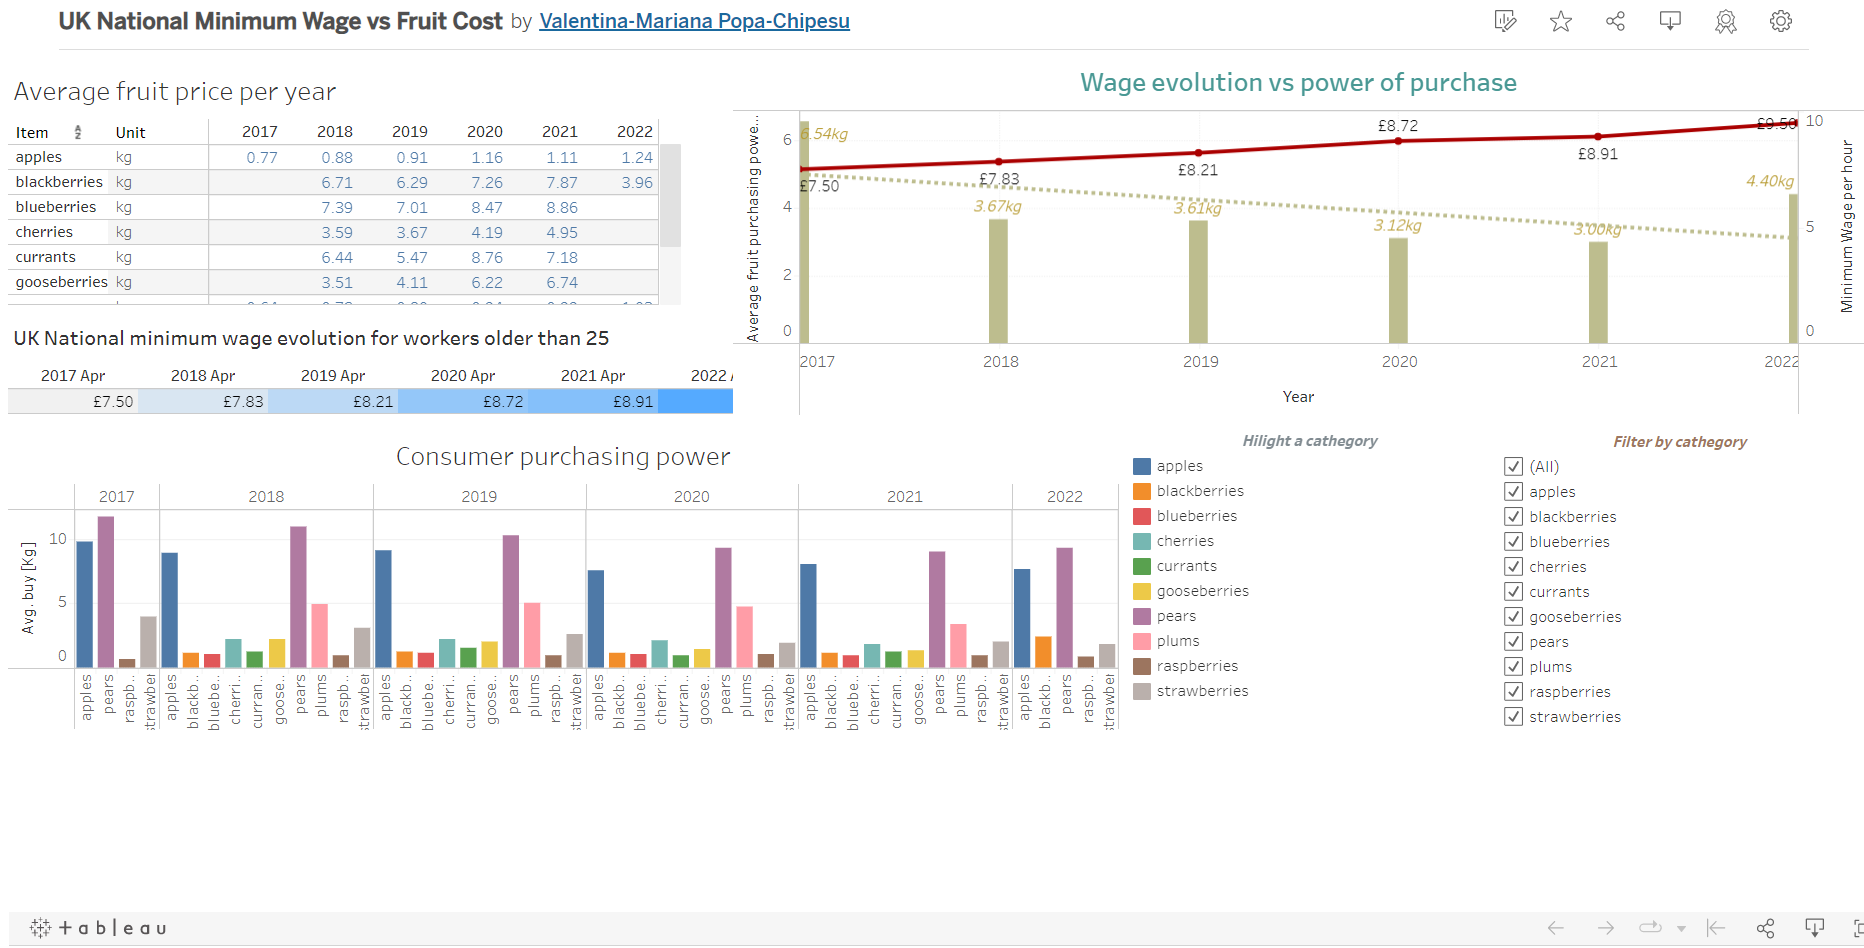 UK National Minimum Wage vs Fruit Cost by Valentina-Mariana Popa-Chipesu
Average fruit price per year
Item Unit 2017 2018 2019 2020 2021 2022
apples kg 0.77 0.88 0.91 1.16 1.11 1.24
blackberries kg 6.71 6.29 7.26 7.87 3.96
blueberries kg 7.39 7.01 8.47 8.86
cherries kg 3.59 3.67 4.19 4.95
currants kg 6.44 5.47 8.76 7.18
gooseberries kg 3.51 4.11 6.22 6.74
UK National minimum wage evolution for workers older than 25
2017 Apr 2018 Apr 2019 Apr 2020 Apr 2021 Apr 2022
£7.50 £7.83 £8.21 £8.72 £8.91
Wage evolution vs power of purchase
Average fruit purchasing powe...
6
4
2
0
6.54kg
£7.50
£7.83
3.67kg
£8.21
3.61kg
£8.72
3.12kg
£8.91
3.00kg
£9.50
4.40kg
10
5
0
Minimum Wage per hour
2017 2018 2019 2020 2021 2022
Year
Consumer purchasing power
2017 2018 2019 2020 2021 2022
Avg. buy [Kg]
10
5
0
apples pears raspb.. strawber
apples blackb.. bluebe.. cherri.. curran.. goose.. pears plums raspb.. strawber
apples blackb.. bluebe.. cherri.. curran.. goose.. pears plums raspb.. strawber
apples blackb.. bluebe.. cherri.. curran.. goose.. pears plums raspb.. strawber
apples blackb.. bluebe.. cherri.. curran.. goose.. pears plums raspb.. strawber
apples blackb.. pears raspb.. strawber
Hilight a cathegory
apples
blackberries
blueberries
cherries
currants
gooseberries
pears
plums
raspberries
strawberries
Filter by cathegory
(All)
apples
blackberries
blueberries
cherries
currants
gooseberries
pears
plums
raspberries
strawberries
+ableau